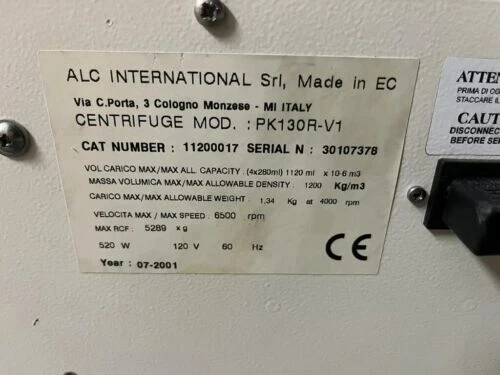 ALC INTERNATIONAL Srl, Made in EC
Via C.Porta, 3 Cologno Monzese - MI ITALY
CENTRIFUGE MOD. : PK130R-V1
CAT NUMBER : 11200017 SERIAL N : 30107378
VOL CARICO MAX/MAX ALL. CAPACITY . (4x280ml) 1120 ml x 10-6 m3
MASSA VOLUMICA MAX/MAX ALLOWABLE DENSITY : 1200 Kg/m3
CARICO MAX/MAX ALLOWABLE WEIGHT : 1,34 Kg at 4000 rpm
VELOCITA MAX / MAX SPEED : 6500 rpm
MAX RCF : 5289 x g
520 W 120 V 60 Hz
Year : 07-2001
CE
ATTEN
PRIMA DI OG
STACCARE IL
CAUT
DISCONNEC
BEFORE SE